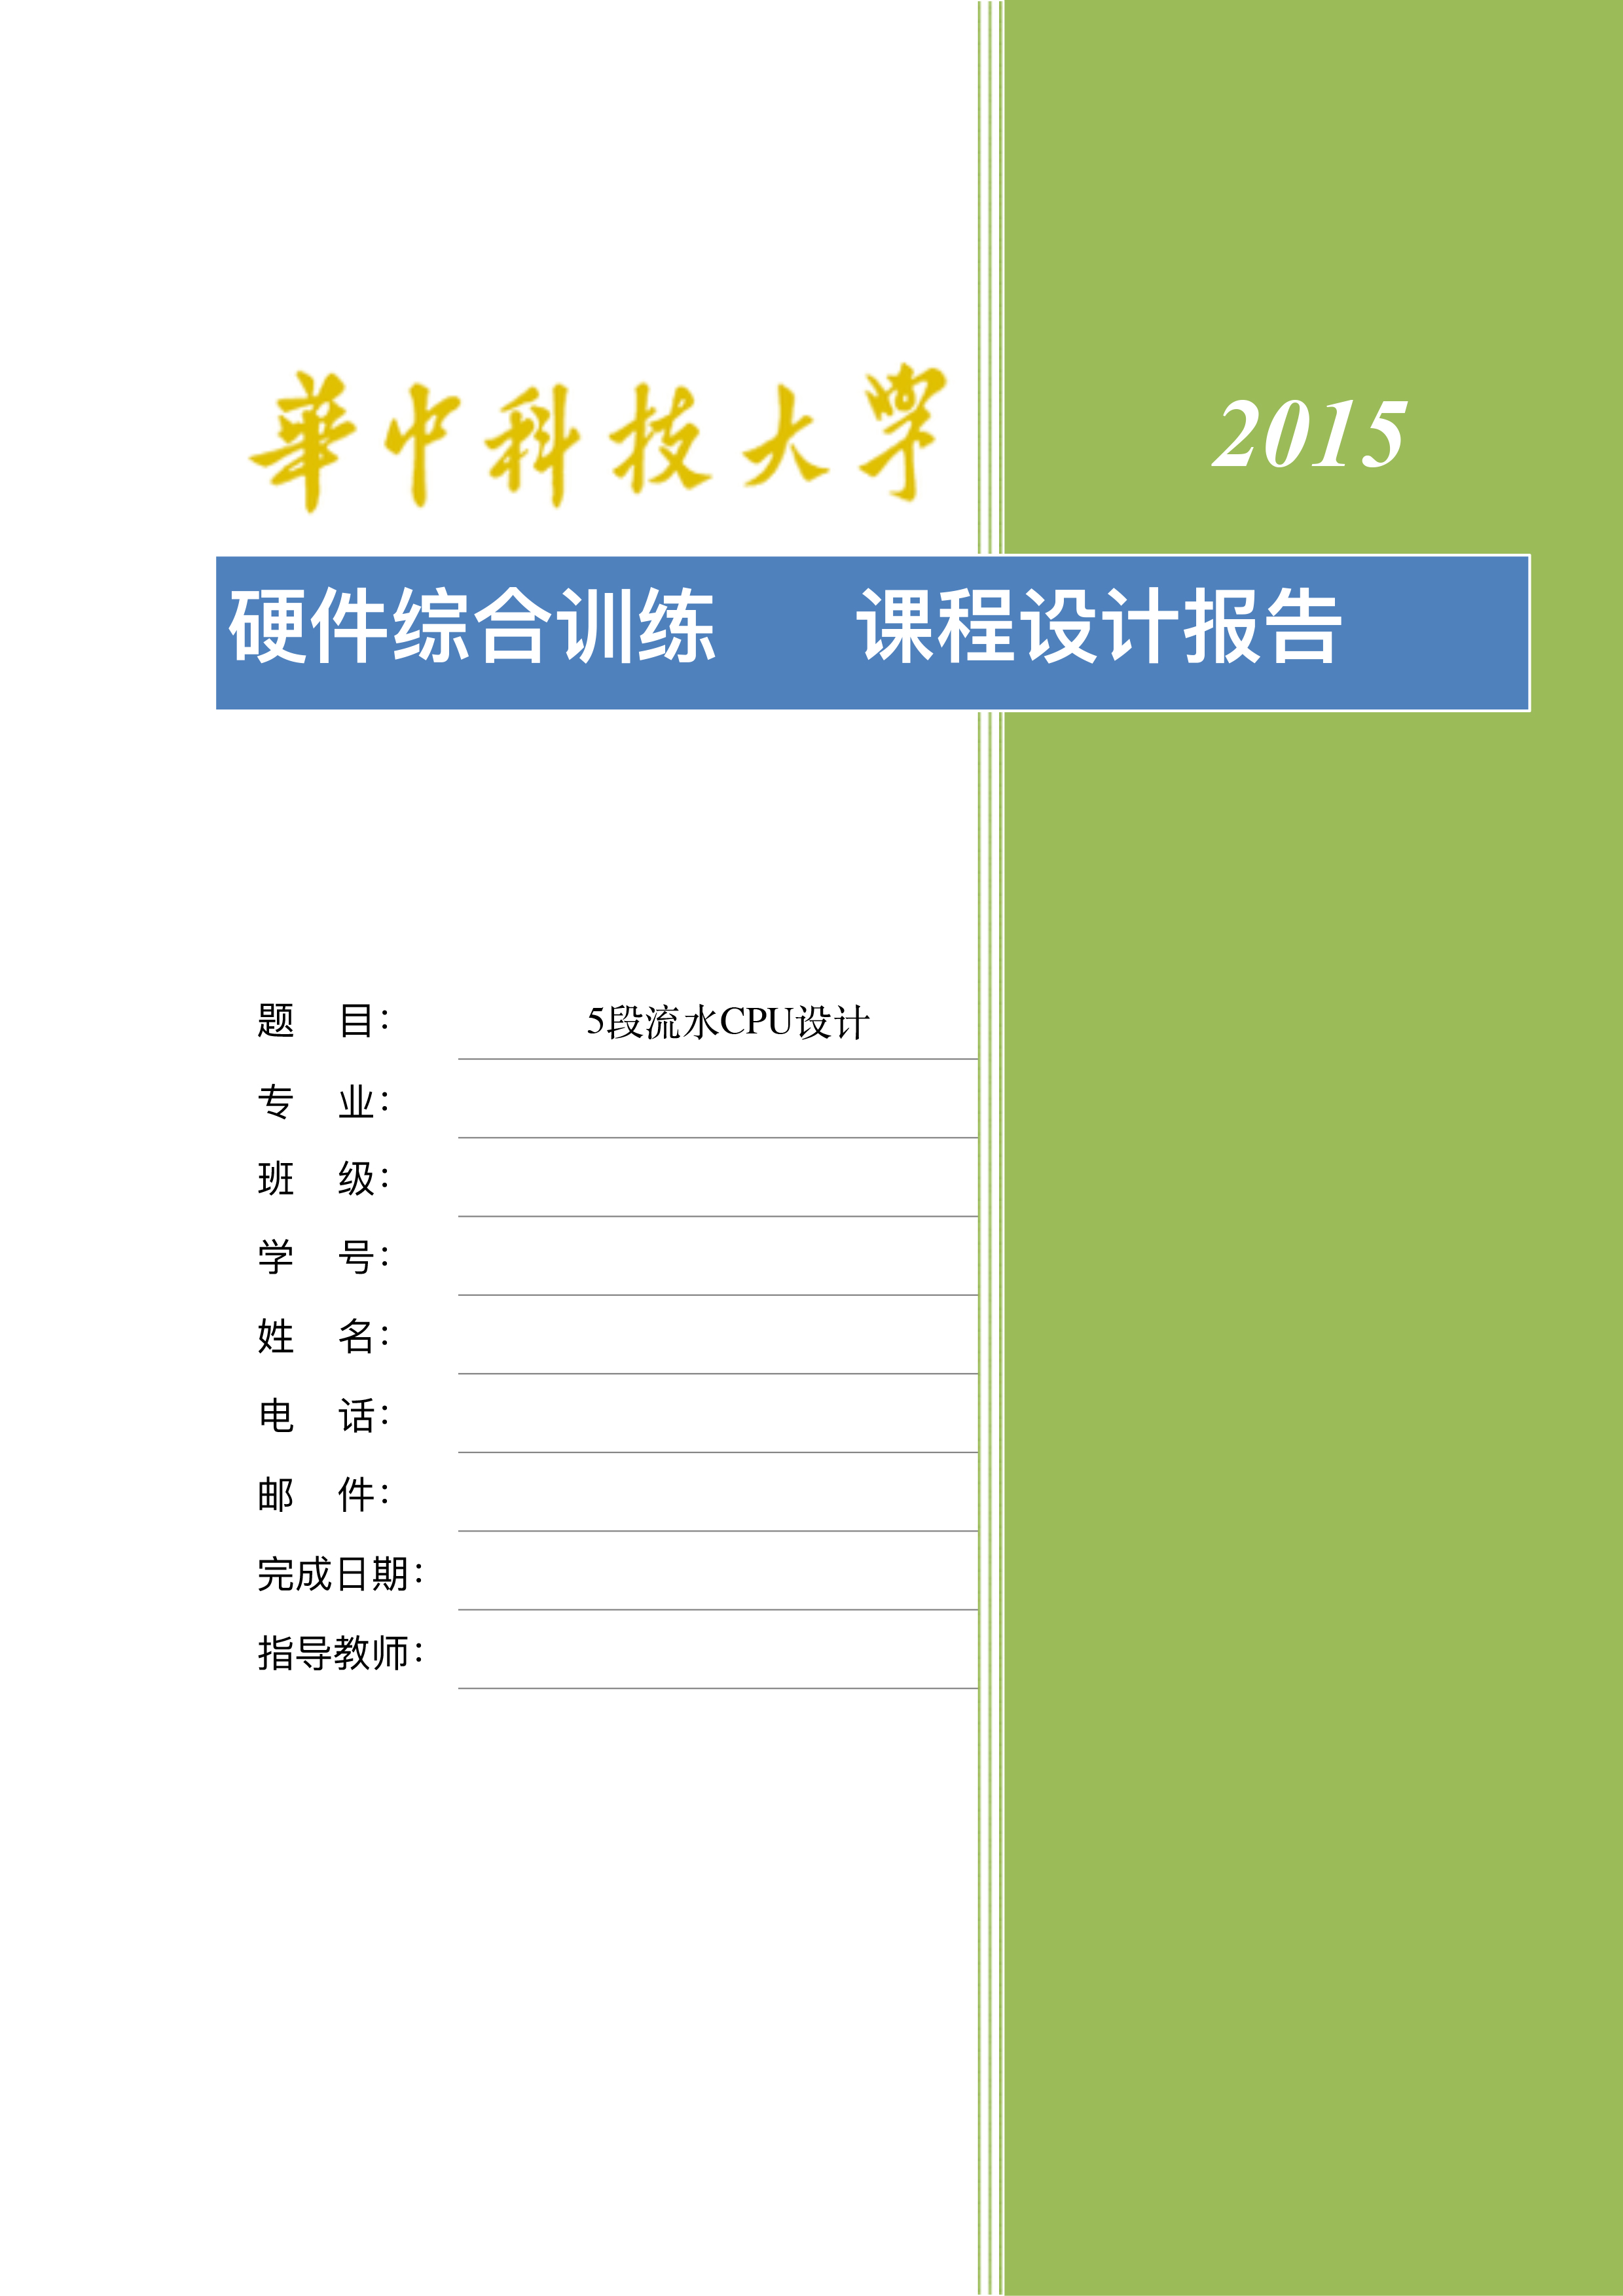 華中科技大學
2015
硬件综合训练 课程设计报告
题 目： 5段流水CPU设计
专 业：
班 级：
学 号：
姓 名：
电 话：
邮 件：
完成日期：
指导教师：